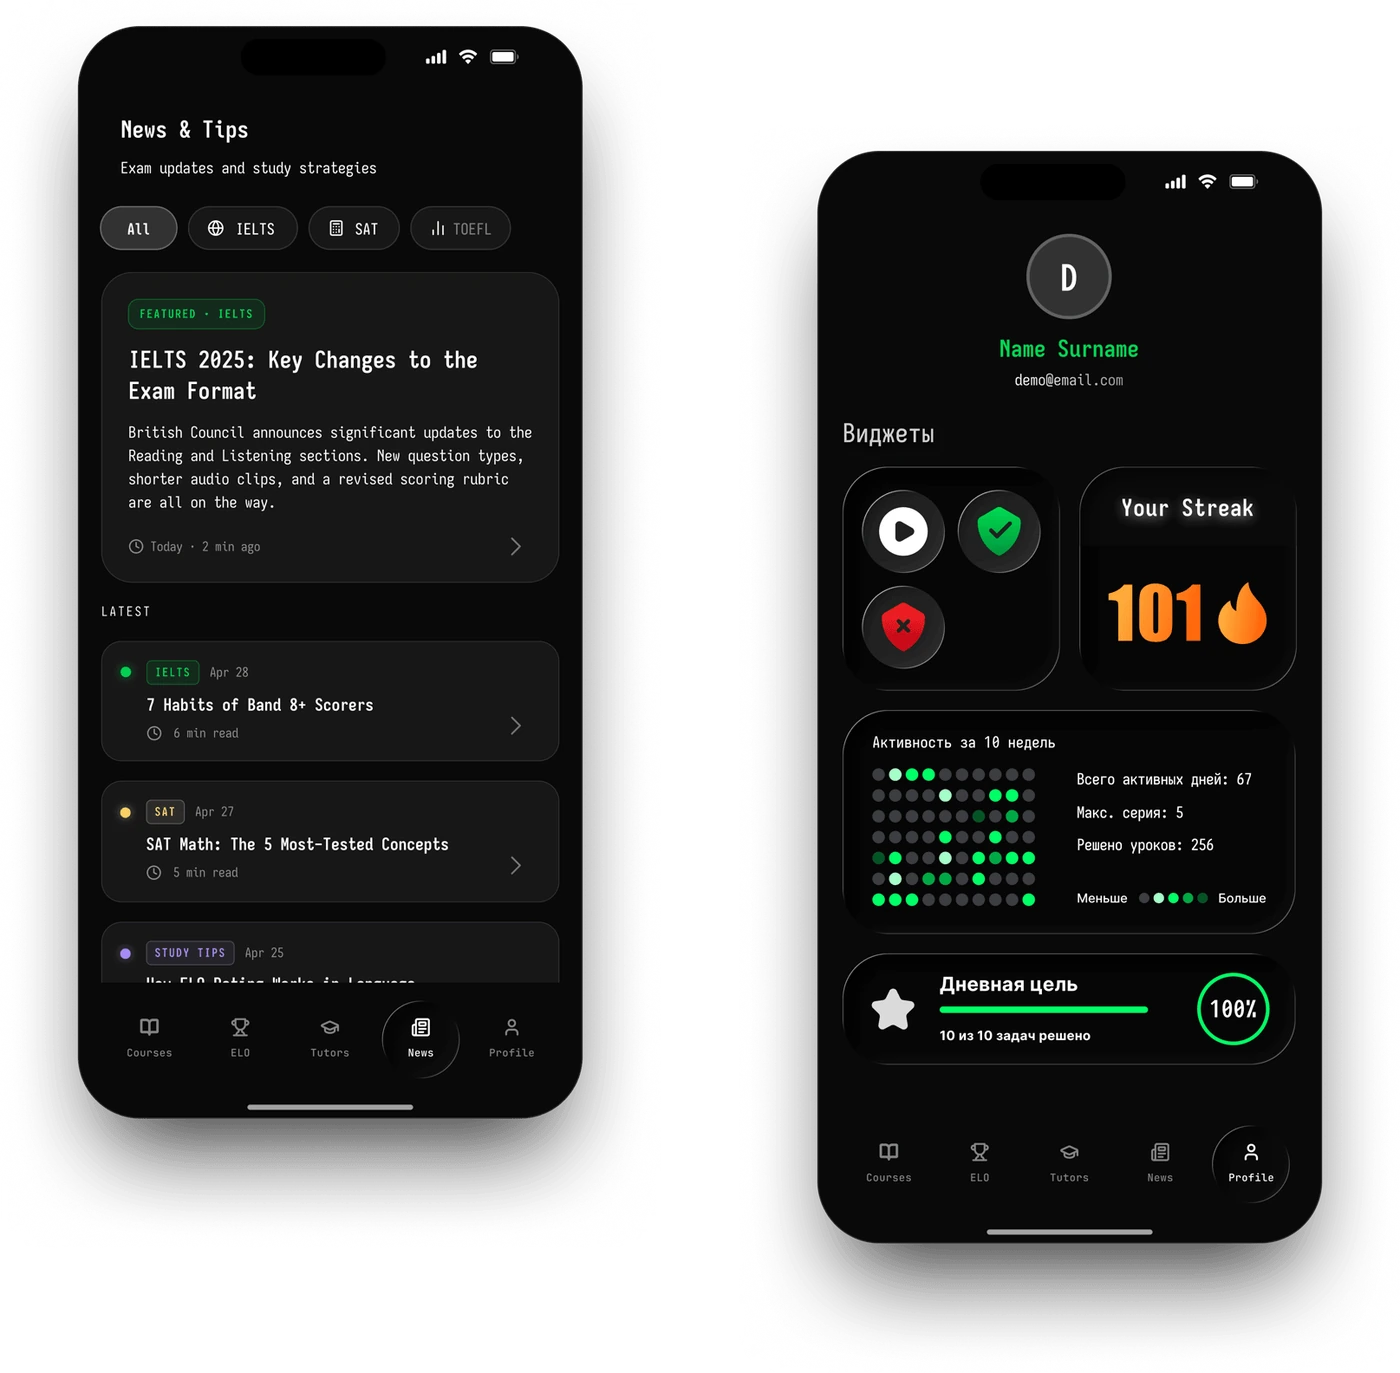 News & Tips
Exam updates and study strategies
All
IELTS
SAT
TOEFL
FEATURED · IELTS
IELTS 2025: Key Changes to the
Exam Format
British Council announces significant updates to the
Reading and Listening sections. New question types,
shorter audio clips, and a revised scoring rubric
are all on the way.
Today · 2 min ago
LATEST
IELTS
Apr 28
7 Habits of Band 8+ Scorers
6 min read
SAT
Apr 27
SAT Math: The 5 Most-Tested Concepts
5 min read
STUDY TIPS
Apr 25
How ELO Rating Works in Language
Courses
ELO
Tutors
News
Profile
D
Name Surname
demo@email.com
Виджеты
Your Streak
101
Активность за 10 недель
Всего активных дней: 67
Макс. серия: 5
Решено уроков: 256
Меньше
Больше
Дневная цель
10 из 10 задач решено
100%
Courses
ELO
Tutors
News
Profile